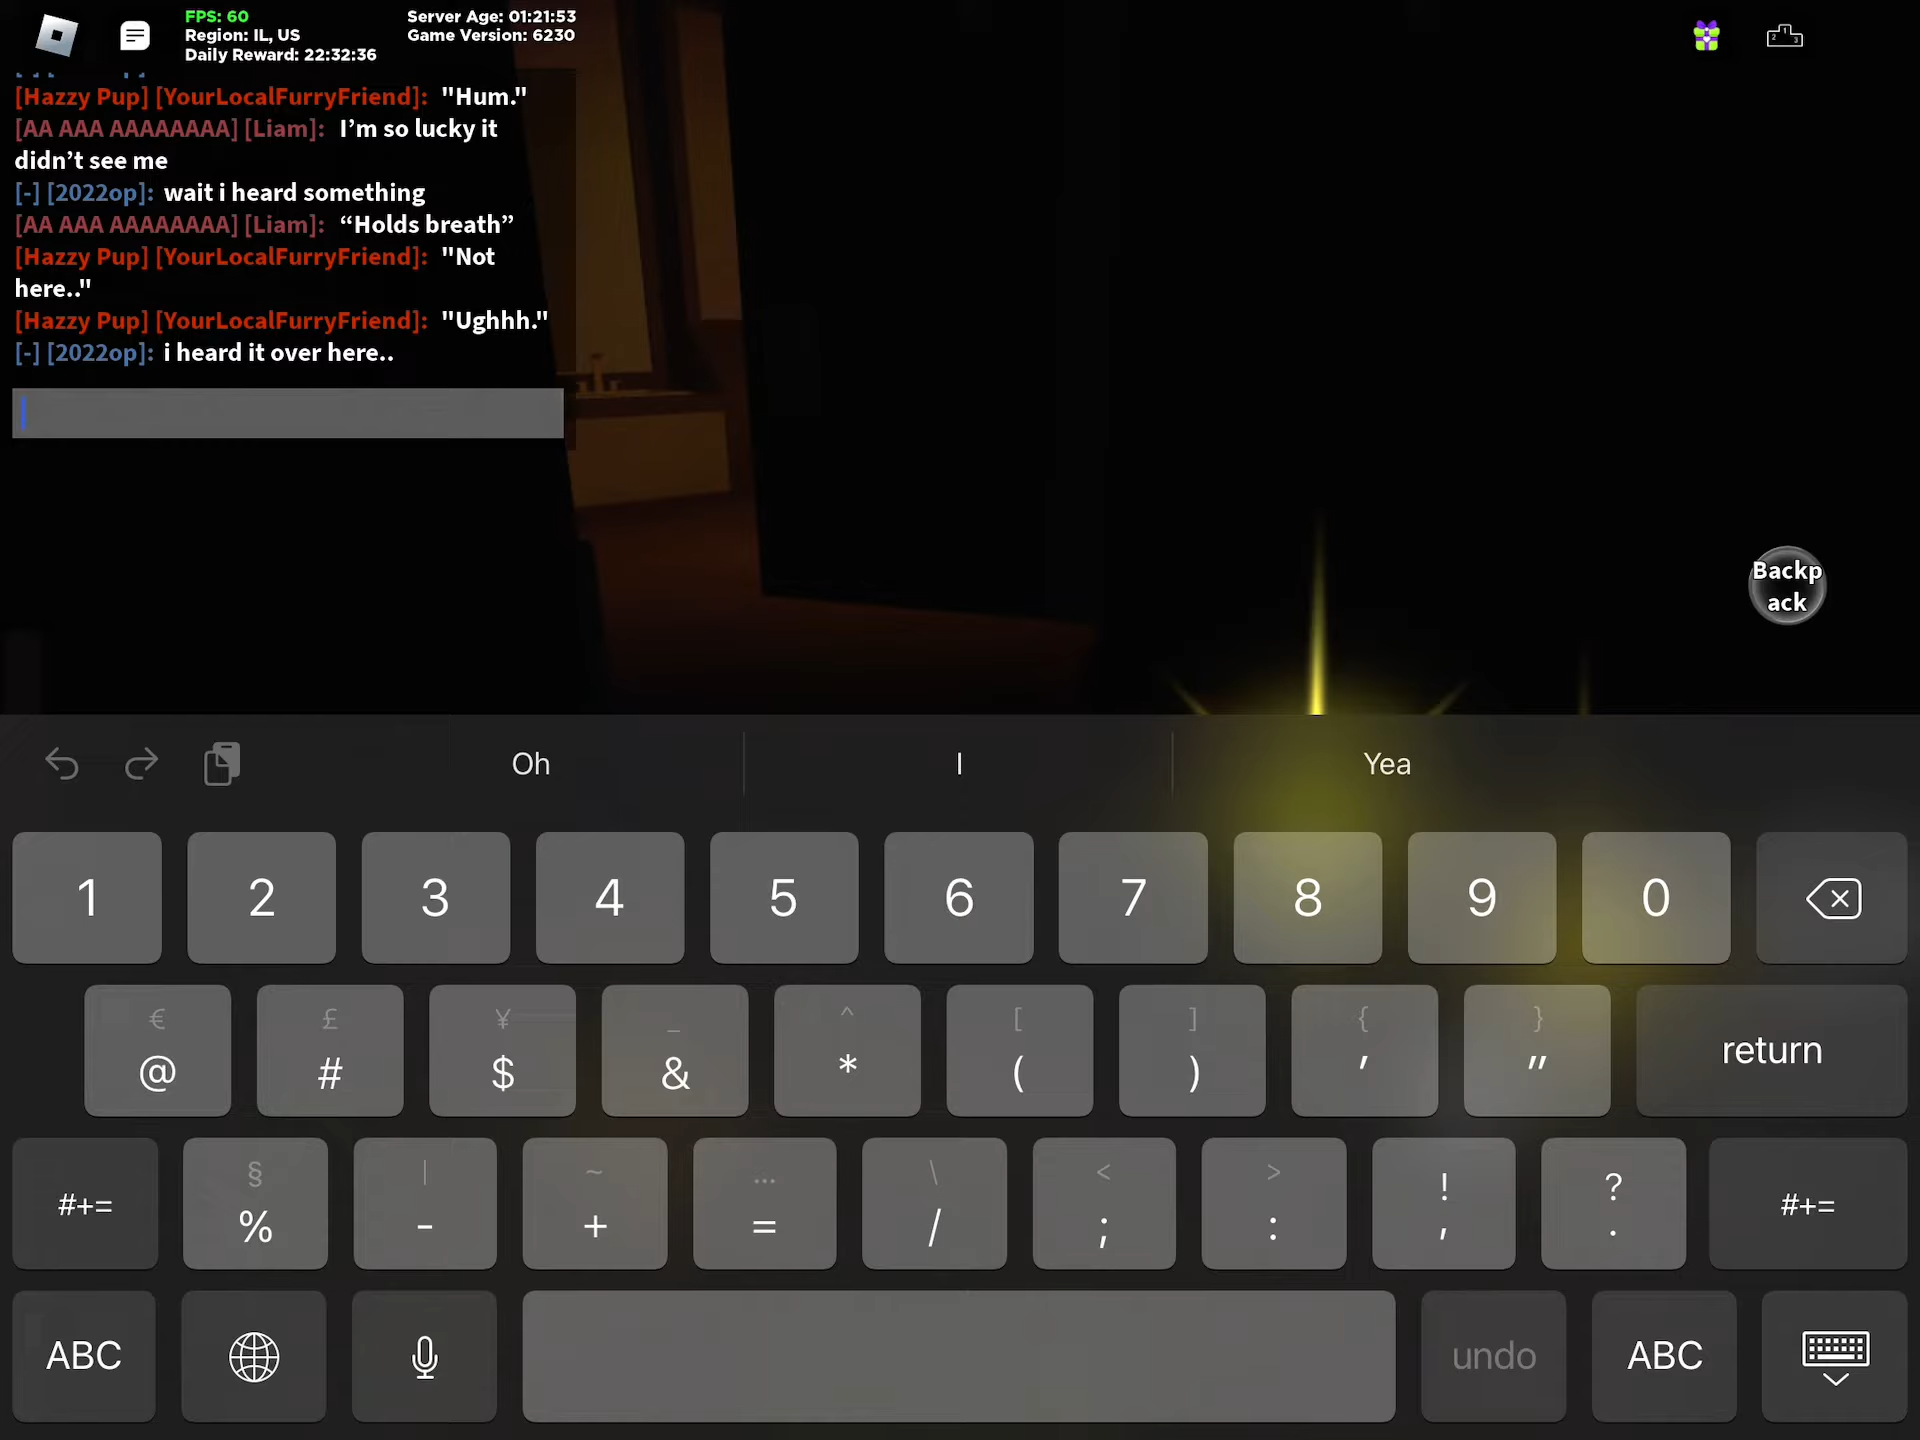 FPS: 60
Region: IL, US
Daily Reward: 22:32:36
Server Age: 01:21:53
Game Version: 6230
[Hazzy Pup] [YourLocalFurryFriend]: "Hum."
[AA AAA AAAAAAAA] [Liam]: I’m so lucky it
didn’t see me
[-] [2022op]: wait i heard something
[AA AAA AAAAAAAA] [Liam]: “Holds breath”
[Hazzy Pup] [YourLocalFurryFriend]: "Not
here.."
[Hazzy Pup] [YourLocalFurryFriend]: "Ughhh."
[-] [2022op]: i heard it over here..
Backp
ack
Oh I Yea
1 2 3 4 5 6 7 8 9 0
€ £ ¥ _ ^ [ ] { }
@ # $ & * ( ) ' " return
§ | ~ … \ < > ! ?
#+= % - + = / ; : , . #+=
ABC undo ABC